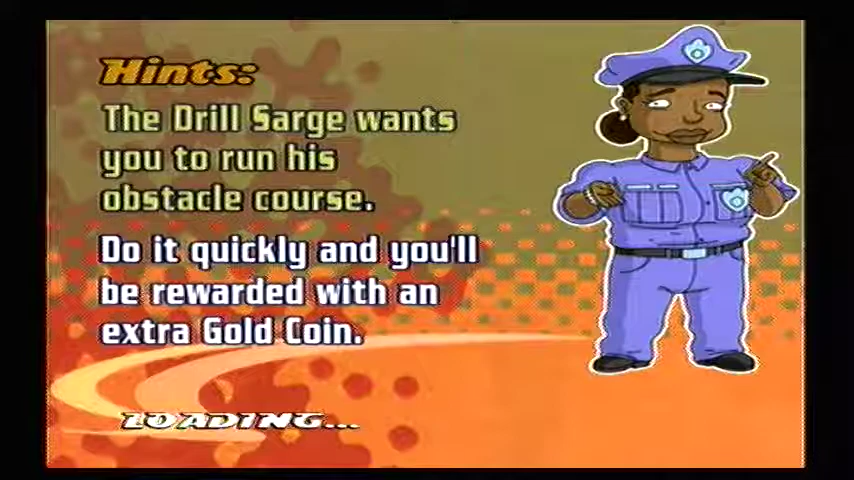 Hints:
The Drill Sarge wants
you to run his
obstacle course.
Do it quickly and you'll
be rewarded with an
extra Gold Coin.
LOADING...